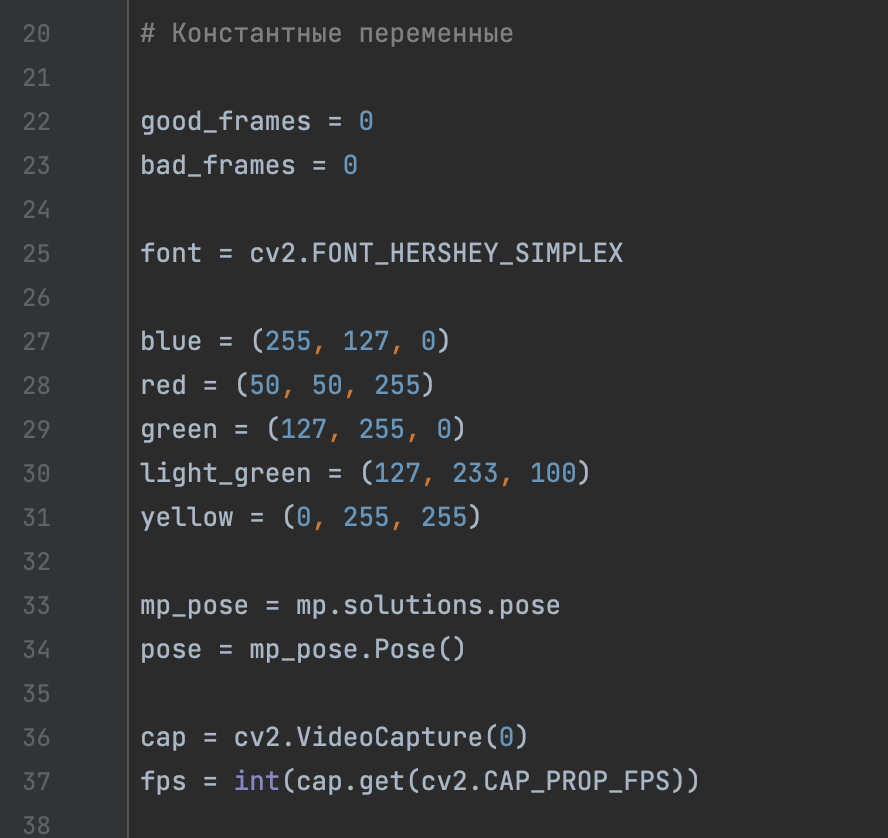 20 # Константные переменные
21
22 good_frames = 0
23 bad_frames = 0
24
25 font = cv2.FONT_HERSHEY_SIMPLEX
26
27 blue = (255, 127, 0)
28 red = (50, 50, 255)
29 green = (127, 255, 0)
30 light_green = (127, 233, 100)
31 yellow = (0, 255, 255)
32
33 mp_pose = mp.solutions.pose
34 pose = mp_pose.Pose()
35
36 cap = cv2.VideoCapture(0)
37 fps = int(cap.get(cv2.CAP_PROP_FPS))
38